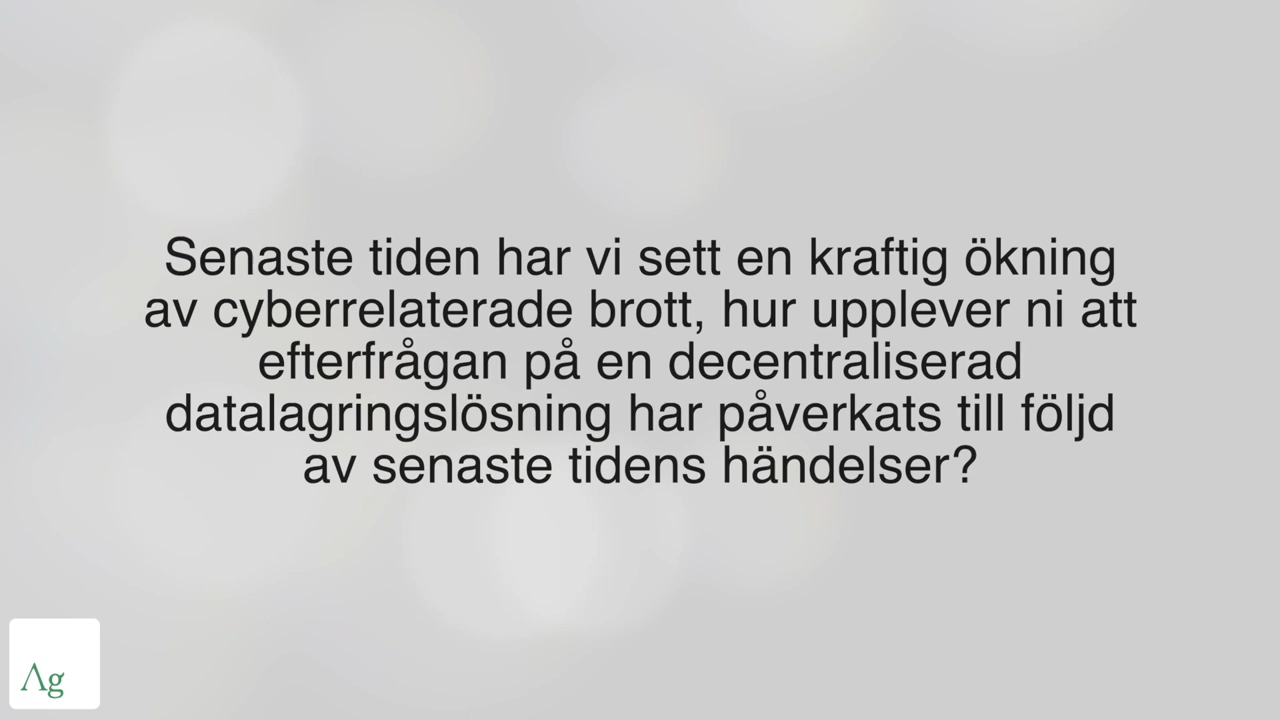 Senaste tiden har vi sett en kraftig ökning
av cyberrelaterade brott, hur upplever ni att
efterfrågan på en decentraliserad
datalagringslösning har påverkats till följd
av senaste tidens händelser?
Λg